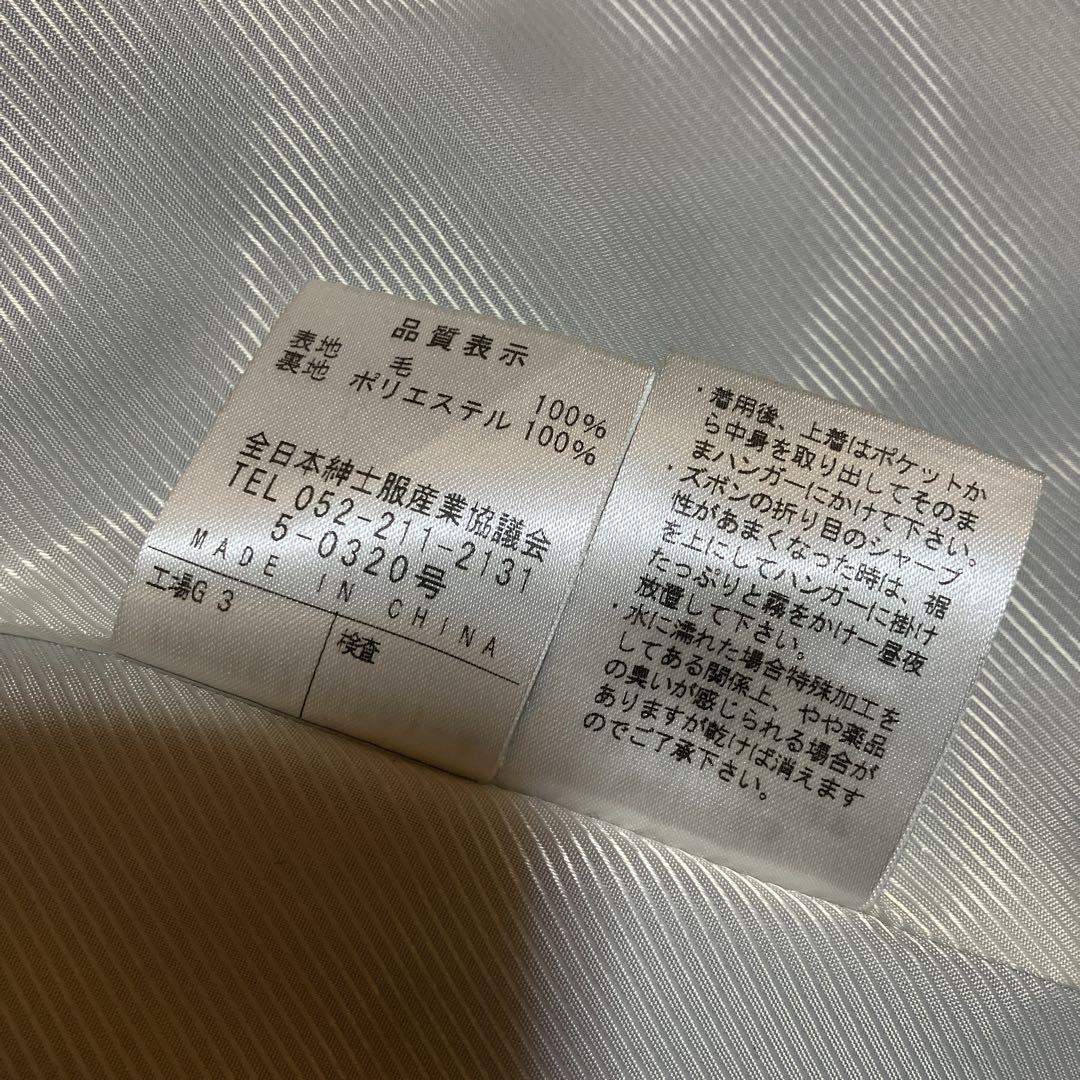 品質表示
表地 毛 100%
裏地 ポリエステル 100%
全日本紳士服産業協議会
TEL 052-211-2131
5-0320号
MADE IN CHINA
工場G3
検査
・着用後、上着はポケットか
ら中身を取り出してそのま
まハンガーにかけて下さい。
・ズボンの折り目のシャープ
性があまくなった時は、裾
を上にしてハンガーに掛け
たっぷりと霧をかけ一昼夜
放置して下さい。
・水に濡れた場合特殊加工を
してある関係上、やや薬品
の臭いが感じられる場合が
ありますが乾けば消えます
のでご了承下さい。